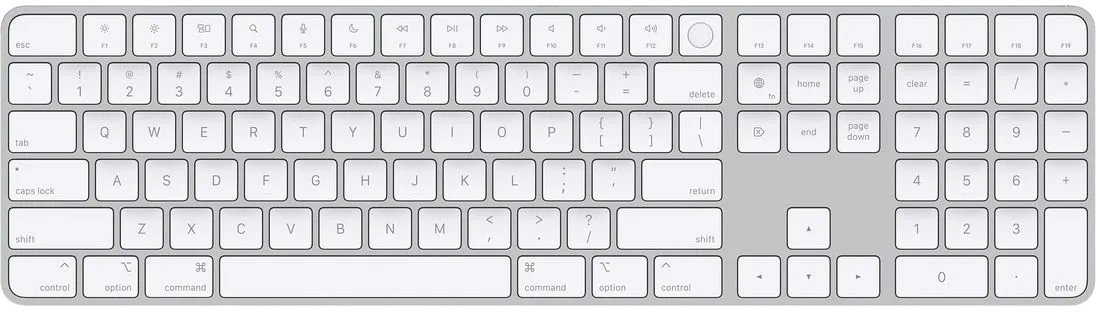 esc F1 F2 F3 F4 F5 F6 F7 F8 F9 F10 F11 F12 F13 F14 F15 F16 F17 F18 F19
~ ! @ # $ % ^ & * ( ) — +
` 1 2 3 4 5 6 7 8 9 0 - = delete fn home page up clear = / *
tab Q W E R T Y U I O P { [ } ] | \ end page down 7 8 9 −
caps lock A S D F G H J K L : ; " ' return 4 5 6 +
shift Z X C V B N M < , > . ? / shift 1 2 3
control option command command option control 0 . enter